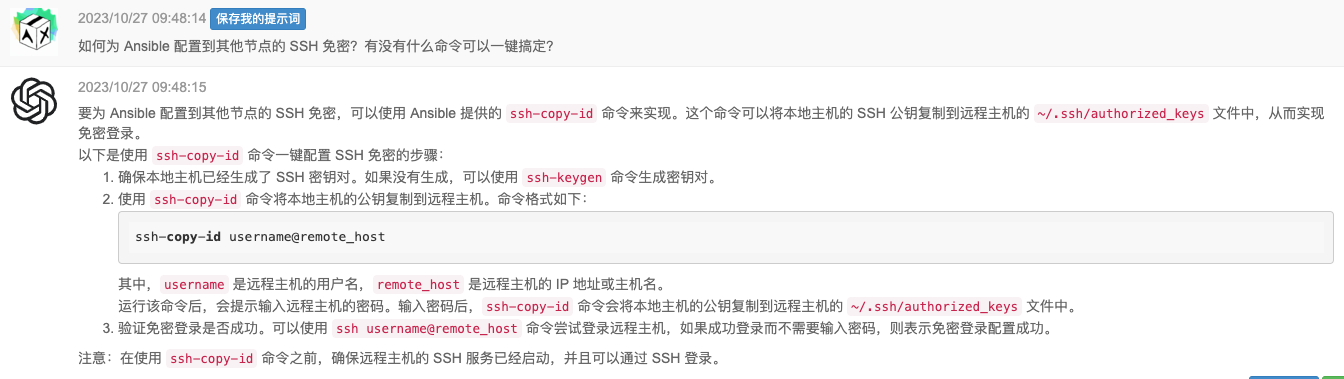 2023/10/27 09:48:14 保存我的提示词
如何为 Ansible 配置到其他节点的 SSH 免密？有没有什么命令可以一键搞定？
2023/10/27 09:48:15
要为 Ansible 配置到其他节点的 SSH 免密，可以使用 Ansible 提供的 ssh-copy-id 命令来实现。这个命令可以将本地主机的 SSH 公钥复制到远程主机的 ~/.ssh/authorized_keys 文件中，从而实现
免密登录。
以下是使用 ssh-copy-id 命令一键配置 SSH 免密的步骤：
1. 确保本地主机已经生成了 SSH 密钥对。如果没有生成，可以使用 ssh-keygen 命令生成密钥对。
2. 使用 ssh-copy-id 命令将本地主机的公钥复制到远程主机。命令格式如下：
ssh-copy-id username@remote_host
其中，username 是远程主机的用户名，remote_host 是远程主机的 IP 地址或主机名。
运行该命令后，会提示输入远程主机的密码。输入密码后，ssh-copy-id 命令会将本地主机的公钥复制到远程主机的 ~/.ssh/authorized_keys 文件中。
3. 验证免密登录是否成功。可以使用 ssh username@remote_host 命令尝试登录远程主机，如果成功登录而不需要输入密码，则表示免密登录配置成功。
注意：在使用 ssh-copy-id 命令之前，确保远程主机的 SSH 服务已经启动，并且可以通过 SSH 登录。